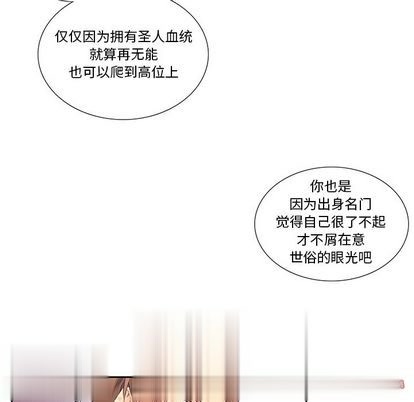 仅仅因为拥有圣人血统
就算再无能
也可以爬到高位上
你也是
因为出身名门
觉得自己很了不起
才不屑在意
世俗的眼光吧